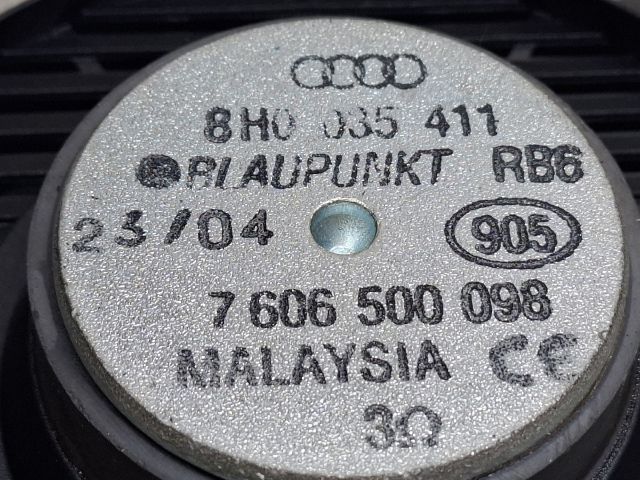 8H0 035 411
BLAUPUNKT RB6
23/04 905
7 606 500 098
MALAYSIA CE
3Ω